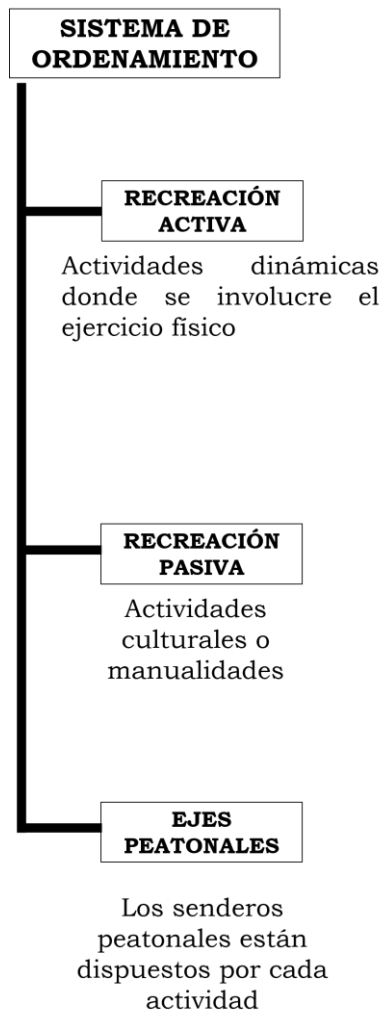 SISTEMA DE
ORDENAMIENTO
RECREACIÓN
ACTIVA
Actividades dinámicas
donde se involucre el
ejercicio físico
RECREACIÓN
PASIVA
Actividades
culturales o
manualidades
EJES
PEATONALES
Los senderos
peatonales están
dispuestos por cada
actividad